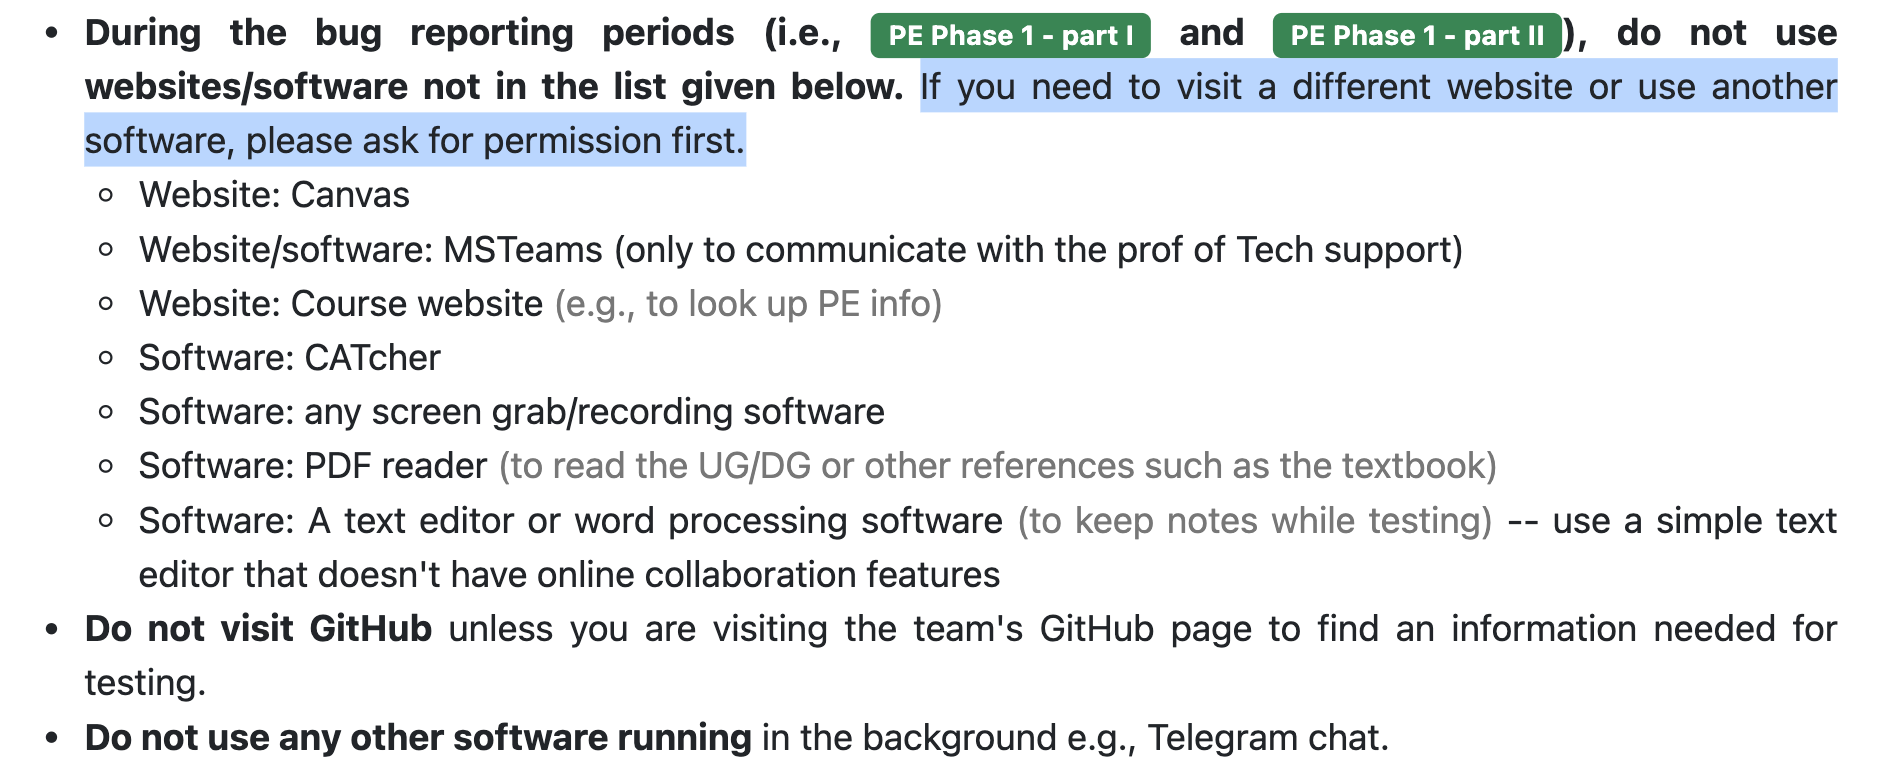 • During the bug reporting periods (i.e., PE Phase 1 - part I and PE Phase 1 - part II), do not use
websites/software not in the list given below. If you need to visit a different website or use another
software, please ask for permission first.
◦ Website: Canvas
◦ Website/software: MSTeams (only to communicate with the prof of Tech support)
◦ Website: Course website (e.g., to look up PE info)
◦ Software: CATcher
◦ Software: any screen grab/recording software
◦ Software: PDF reader (to read the UG/DG or other references such as the textbook)
◦ Software: A text editor or word processing software (to keep notes while testing) -- use a simple text
editor that doesn't have online collaboration features
• Do not visit GitHub unless you are visiting the team's GitHub page to find an information needed for
testing.
• Do not use any other software running in the background e.g., Telegram chat.